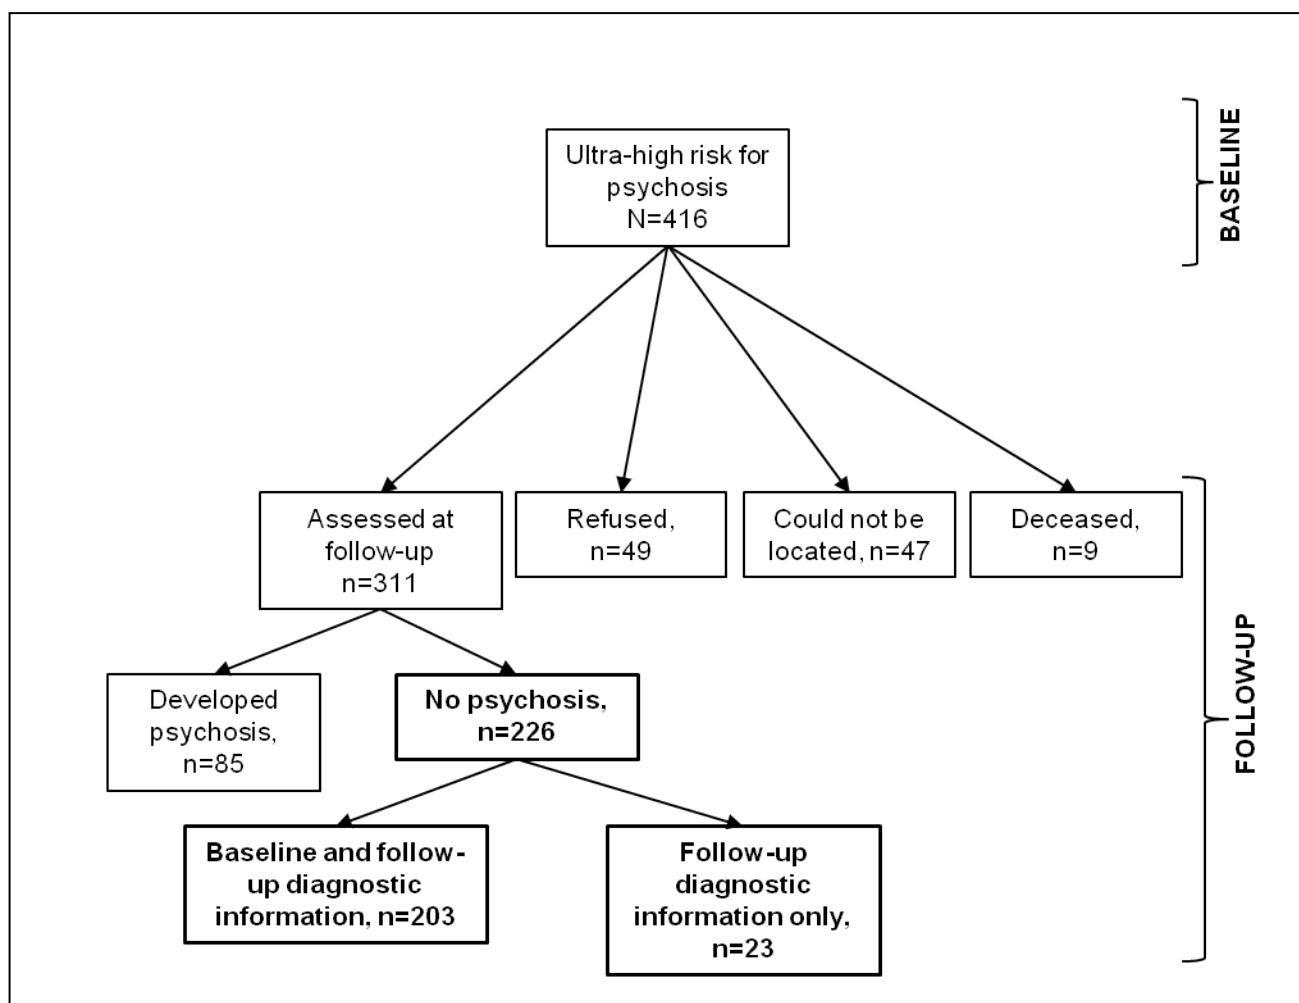 Ultra-high risk for
psychosis
N=416
BASELINE
Assessed at
follow-up
n=311
Refused,
n=49
Could not be
located, n=47
Deceased,
n=9
Developed
psychosis,
n=85
No psychosis,
n=226
Baseline and follow-
up diagnostic
information, n=203
Follow-up
diagnostic
information only,
n=23
FOLLOW-UP